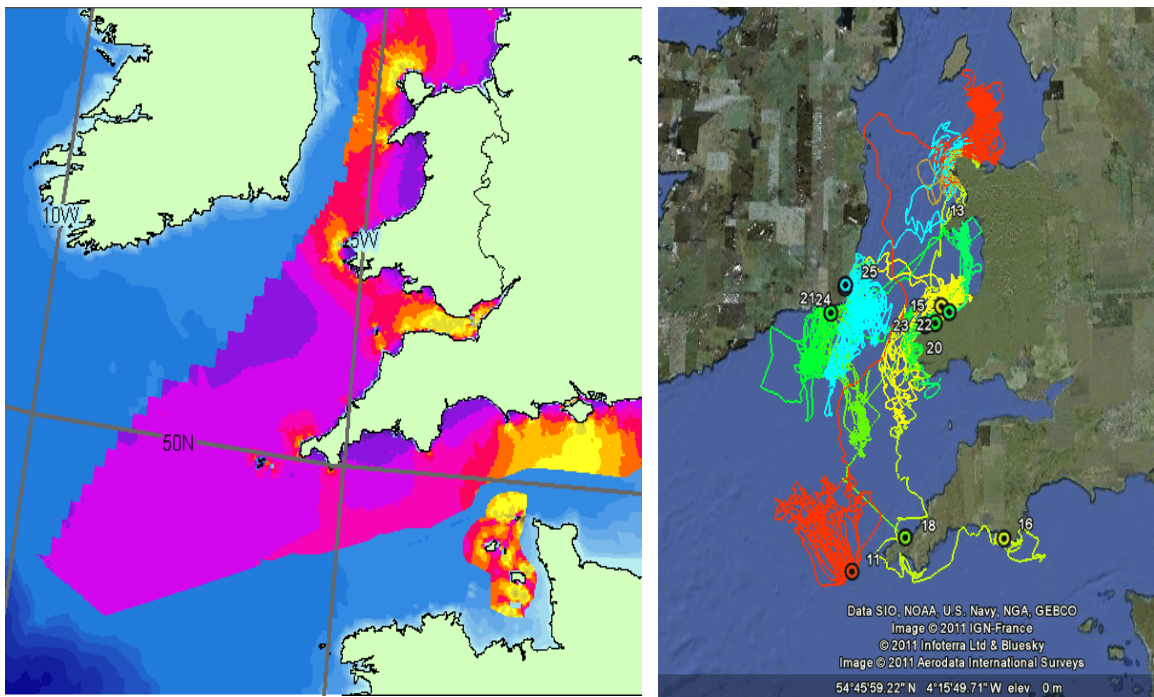 10W
5W
50N
13
25
21
24
15
23
22
20
18
16
11
Data SIO, NOAA, U.S. Navy, NGA, GEBCO
Image © 2011 IGN-France
© 2011 Infoterra Ltd & Bluesky
Image © 2011 Aerodata International Surveys
54°45'59.22" N 4°15'49.71" W elev 0 m